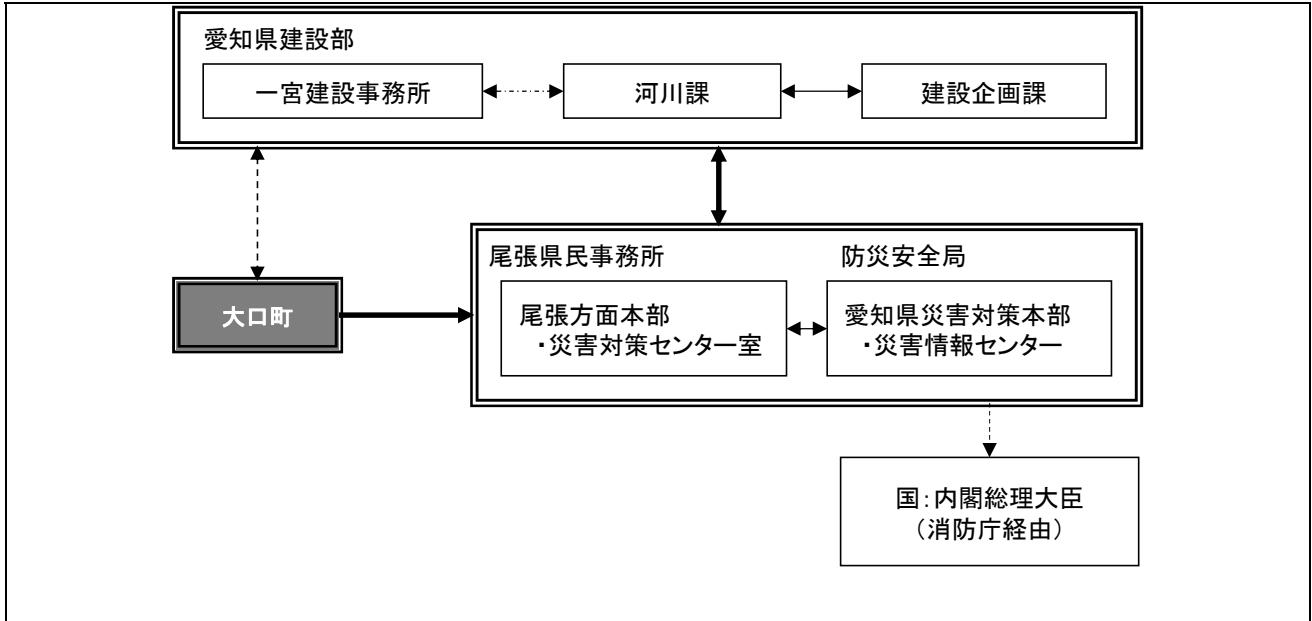 愛知県建設部
一宮建設事務所
河川課
建設企画課
尾張県民事務所
防災安全局
大口町
尾張方面本部
・災害対策センター室
愛知県災害対策本部
・災害情報センター
国：内閣総理大臣
（消防庁経由）